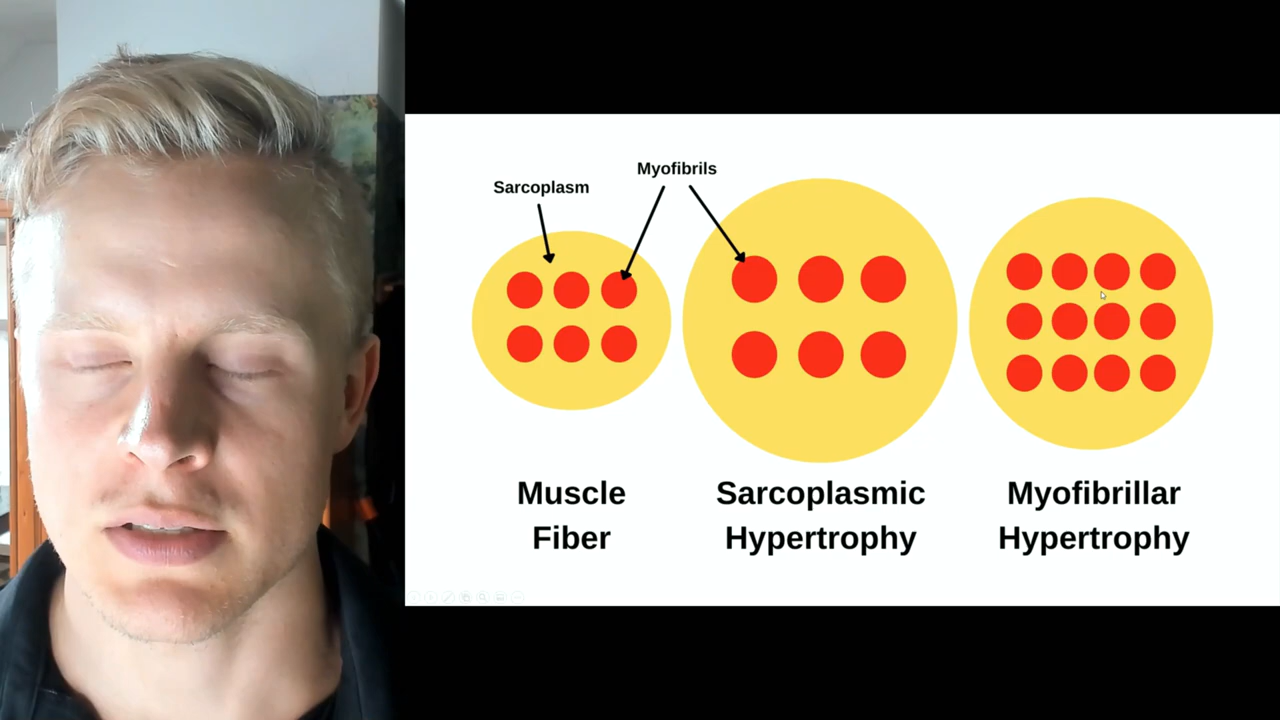 Sarcoplasm
Myofibrils
Muscle
Fiber
Sarcoplasmic
Hypertrophy
Myofibrillar
Hypertrophy